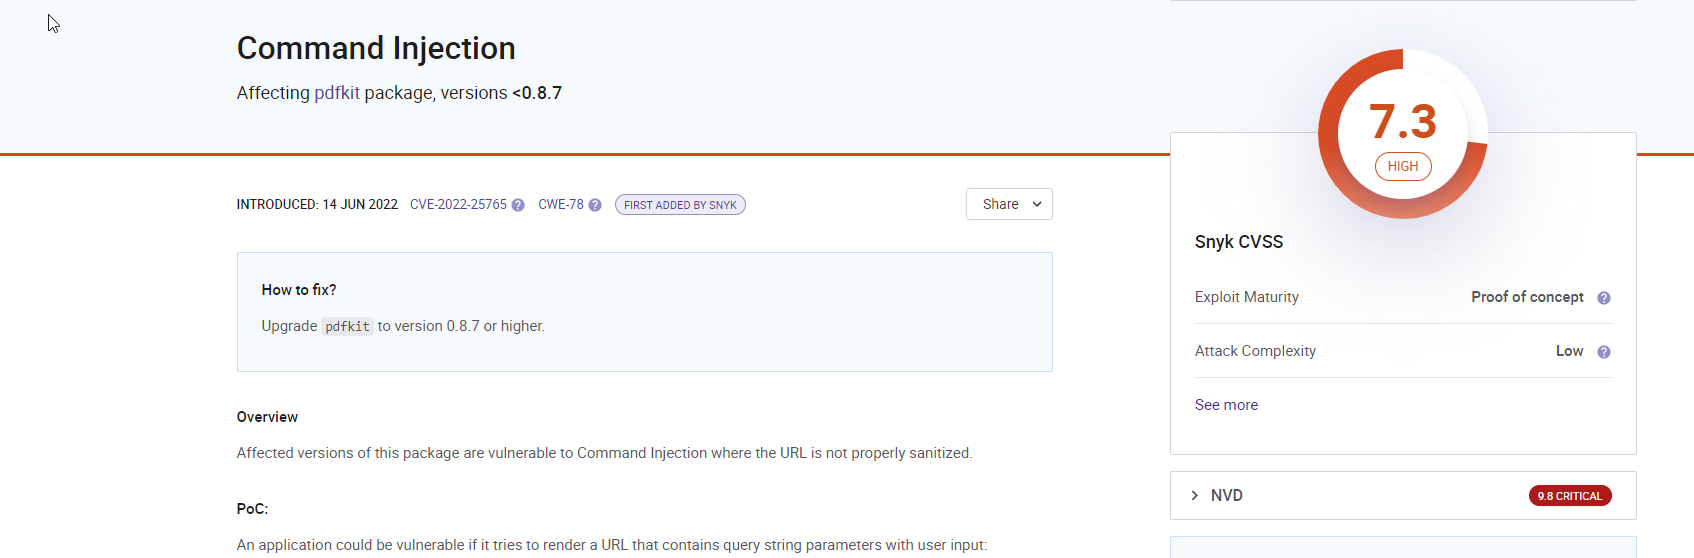 Command Injection
Affecting pdfkit package, versions <0.8.7
INTRODUCED: 14 JUN 2022 CVE-2022-25765 ? CWE-78 ? FIRST ADDED BY SNYK
Share
How to fix?
Upgrade pdfkit to version 0.8.7 or higher.
Overview
Affected versions of this package are vulnerable to Command Injection where the URL is not properly sanitized.
PoC:
An application could be vulnerable if it tries to render a URL that contains query string parameters with user input:
7.3
HIGH
Snyk CVSS
Exploit Maturity Proof of concept ?
Attack Complexity Low ?
See more
NVD 9.8 CRITICAL